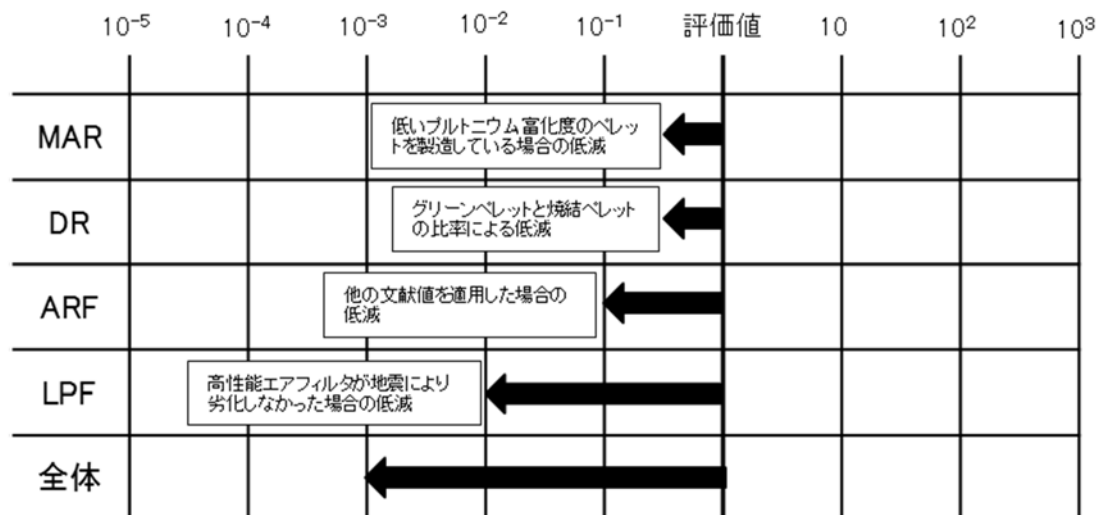 10⁻⁵ 10⁻⁴ 10⁻³ 10⁻² 10⁻¹ 評価値 10 10² 10³
MAR
低いプルトニウム富化度のペレッ
トを製造している場合の低減
DR
グリーンペレットと焼結ペレット
の比率による低減
ARF
他の文献値を適用した場合の
低減
LPF
高性能エアフィルタが地震により
劣化しなかった場合の低減
全体